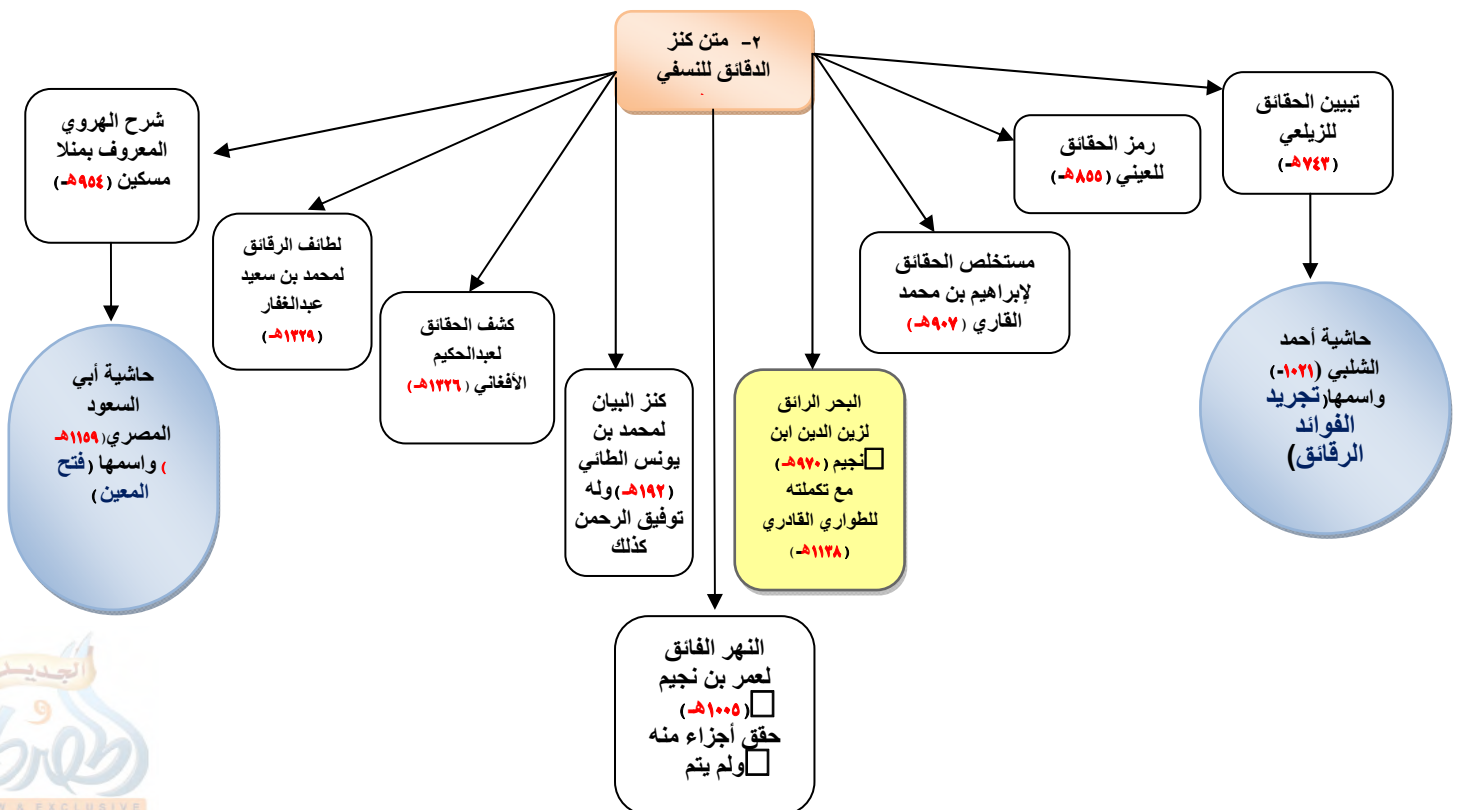 ٢- متن كنز
الدقائق للنسفي
تبيين الحقائق
للزيلعي
(٧٤٣هـ)
رمز الحقائق
للعيني (٨٥٥هـ)
مستخلص الحقائق
لإبراهيم بن محمد
القاري (٩٠٧هـ)
البحر الرائق
لزين الدين ابن
نجيم (٩٧٠هـ)
مع تكملته
للطواري القادري
(١١٣٨هـ)
النهر الفائق
لعمر بن نجيم
(١٠٠٥هـ)
حقق أجزاء منه
ولم يتم
كنز البيان
لمحمد بن
يونس الطائي
(١٩٢هـ) وله
توفيق الرحمن
كذلك
كشف الحقائق
لعبدالحكيم
الأفغاني (١٣٢٦هـ)
لطائف الرقائق
لمحمد بن سعيد
عبدالغفار
(١٣٢٩هـ)
شرح الهروي
المعروف بمنلا
مسكين (٩٥٤هـ)
حاشية أحمد
الشلبي (١٠٢١-)
واسمها(تجريد
الفوائد
الرقائق)
حاشية أبي
السعود
المصري(١١٥٩هـ
) واسمها (فتح
المعين)
الجديد
و